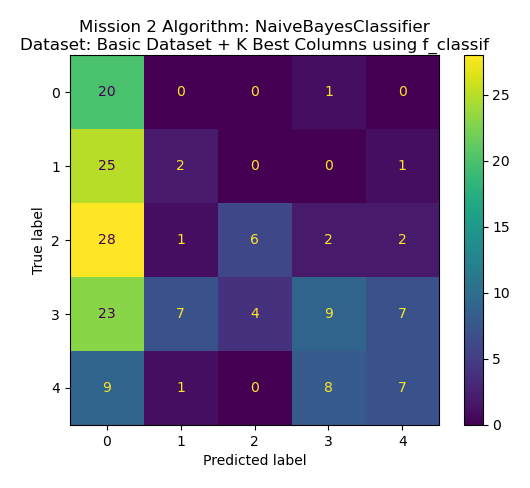 Mission 2 Algorithm: NaiveBayesClassifier
Dataset: Basic Dataset + K Best Columns using f_classif
True label
0 20 0 0 1 0
1 25 2 0 0 1
2 28 1 6 2 2
3 23 7 4 9 7
4 9 1 0 8 7
0 1 2 3 4
Predicted label
25
20
15
10
5
0